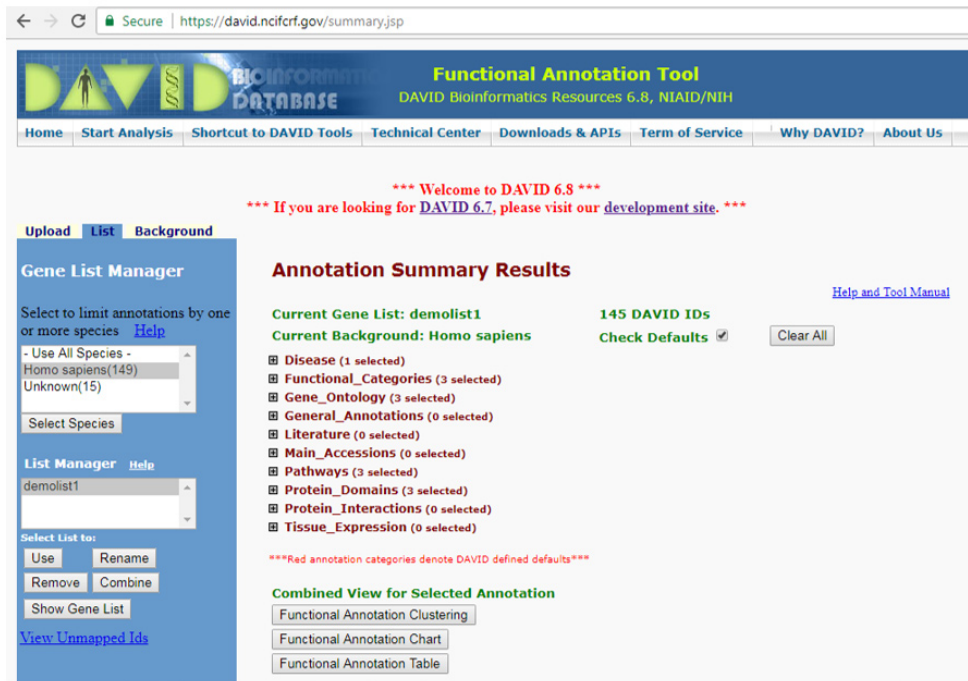 Secure | https://david.ncifcrf.gov/summary.jsp
DAVID BIOINFORMATICS DATABASE
Functional Annotation Tool
DAVID Bioinformatics Resources 6.8, NIAID/NIH
Home Start Analysis Shortcut to DAVID Tools Technical Center Downloads & APIs Term of Service Why DAVID? About Us
*** Welcome to DAVID 6.8 ***
*** If you are looking for DAVID 6.7, please visit our development site. ***
Upload List Background
Gene List Manager
Select to limit annotations by one
or more species Help
- Use All Species -
Homo sapiens(149)
Unknown(15)
Select Species
List Manager Help
demolist1
Select List to:
Use Rename
Remove Combine
Show Gene List
View Unmapped Ids
Annotation Summary Results
Help and Tool Manual
Current Gene List: demolist1 145 DAVID IDs
Current Background: Homo sapiens Check Defaults Clear All
Disease (1 selected)
Functional_Categories (3 selected)
Gene_Ontology (3 selected)
General_Annotations (0 selected)
Literature (0 selected)
Main_Accessions (0 selected)
Pathways (3 selected)
Protein_Domains (3 selected)
Protein_Interactions (0 selected)
Tissue_Expression (0 selected)
***Red annotation categories denote DAVID defined defaults***
Combined View for Selected Annotation
Functional Annotation Clustering
Functional Annotation Chart
Functional Annotation Table